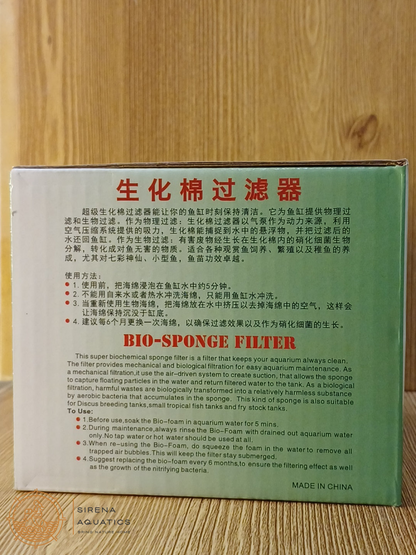 生化棉过滤器
超级生化棉过滤器能让你的鱼缸时刻保持清洁。它为鱼缸提供物理过
滤和生物过滤。作为物理过滤：生化棉过滤器以气泵作为动力来源，利用
空气压缩系统提供的吸力，生化棉能捕捉到水中的悬浮物，并把过滤后的
水还回鱼缸。作为生物过滤：有害废物经生长在生化棉内的硝化细菌生物
分解，转化成对鱼无害的物质。适合各种观赏鱼饲养、繁殖以及稚鱼的养
成，尤其对七彩神仙、小型鱼，鱼苗功效卓越。
使用方法：
1. 使用前，把海绵浸泡在鱼缸水中约5分钟。
2. 不能用自来水或者热水冲洗海绵，只能用鱼缸水冲洗。
3. 当重新使用生物海绵，把海绵放在水中挤压以去掉海绵中的空气，这样会
让海绵保持沉没于缸底。
4. 建议每6个月更换一次海绵，以确保过滤效果以及作为硝化细菌的生长。
BIO-SPONGE FILTER
This super biochemical sponge filter is a filter that keeps your aquarium always clean.
The filter provides mechanical and biological filtration for easy aquarium maintenance. As
a mechanical filtration,it use the air-driven system to create suction, that allows the sponge
to capture floating particles in the water and return filtered water to the tank. As a biological
filtration, harmful wastes are biologically transformed into a relatively harmless substance
by aerobic bacteria that accumulates in the sponge. This kind of sponge is also suitable
for Discus breeding tanks,small tropical fish tanks and fry stock tanks.
To Use:
1.Before use,soak the Bio-foam in aquarium water for 5 mins.
2.During maintenance,always rinse the Bio-Foam with drained out aquarium water
only.No tap water or hot water should be used at all.
3.When re-using the Bio-Foam, do squeeze the foam in the water to remove all
trapped air bubbles.This will keep the filter stay submerged.
4.Suggest replacing the bio-foam every 6 months,to ensure the filtering effect as well
as the growth of the nitrifying bacteria.
MADE IN CHINA
SIRENA
AQUATICS